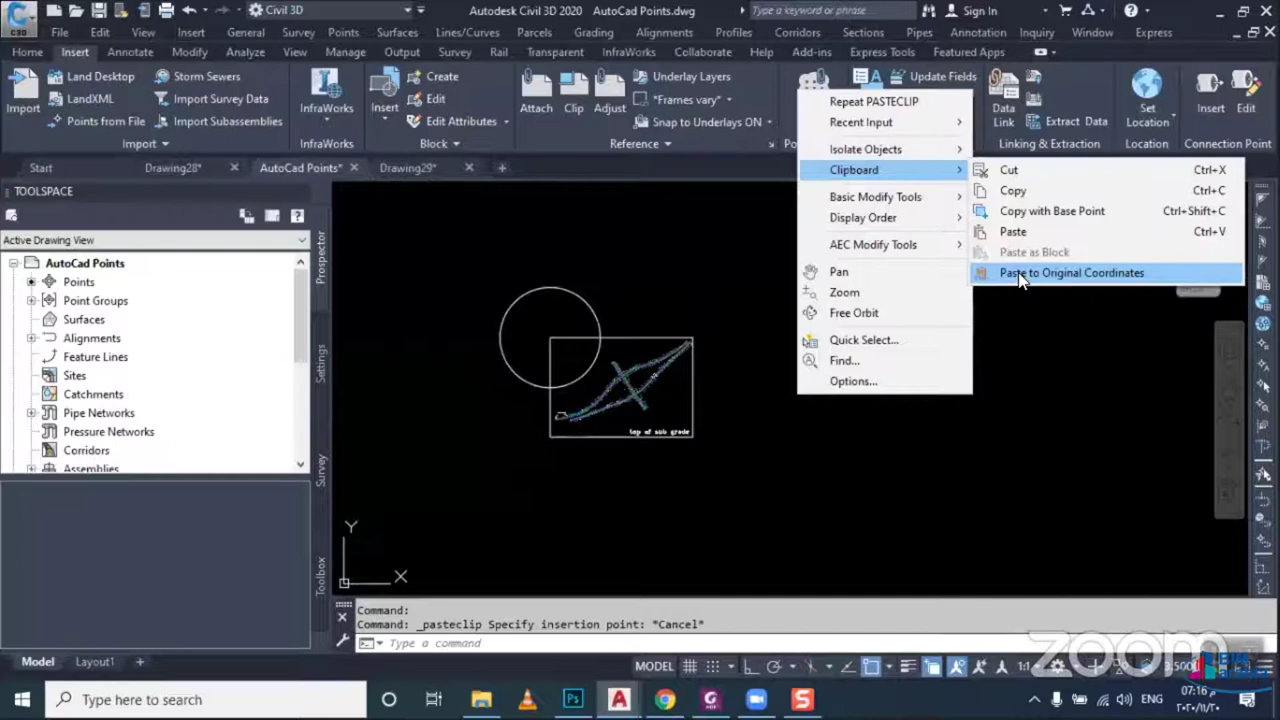 C3D
Civil 3D
Autodesk Civil 3D 2020 AutoCad Points.dwg
Type a keyword or phrase
Sign In
File Edit View Insert General Survey Points Surfaces Lines/Curves Parcels Grading Alignments Profiles Corridors Sections Pipes Annotation Inquiry Window Express
Home Insert Annotate Modify Analyze View Manage Output Survey Rail Transparent InfraWorks Collaborate Help Add-ins Express Tools Featured Apps
Import
Land Desktop
LandXML
Points from File
Storm Sewers
Import Survey Data
Import Subassemblies
Import
InfraWorks
InfraWorks
Insert
Create
Edit
Edit Attributes
Block
Attach
Clip
Adjust
Underlay Layers
*Frames vary*
Snap to Underlays ON
Reference
Update Fields
Data
Link
Extract Data
Linking & Extraction
Set
Location
Location
Insert
Edit
Connection Point
Start Drawing28* AutoCad Points* Drawing29*
TOOLSPACE
Active Drawing View
AutoCad Points
Points
Point Groups
Surfaces
Alignments
Feature Lines
Sites
Catchments
Pipe Networks
Pressure Networks
Corridors
Assemblies
Prospector
Settings
Survey
Toolbox
Repeat PASTECLIP
Recent Input
Isolate Objects
Clipboard
Basic Modify Tools
Display Order
AEC Modify Tools
Pan
Zoom
Free Orbit
Quick Select...
Find...
Options...
Cut Ctrl+X
Copy Ctrl+C
Copy with Base Point Ctrl+Shift+C
Paste Ctrl+V
Paste as Block
Paste to Original Coordinates
top of sub grade
Y
X
Command:
Command: _pasteclip Specify insertion point: *Cancel*
Type a command
Model Layout1
MODEL
1:1
zoom
Type here to search
ENG
م 07:16
٢٠٢٠/١١/٢٠